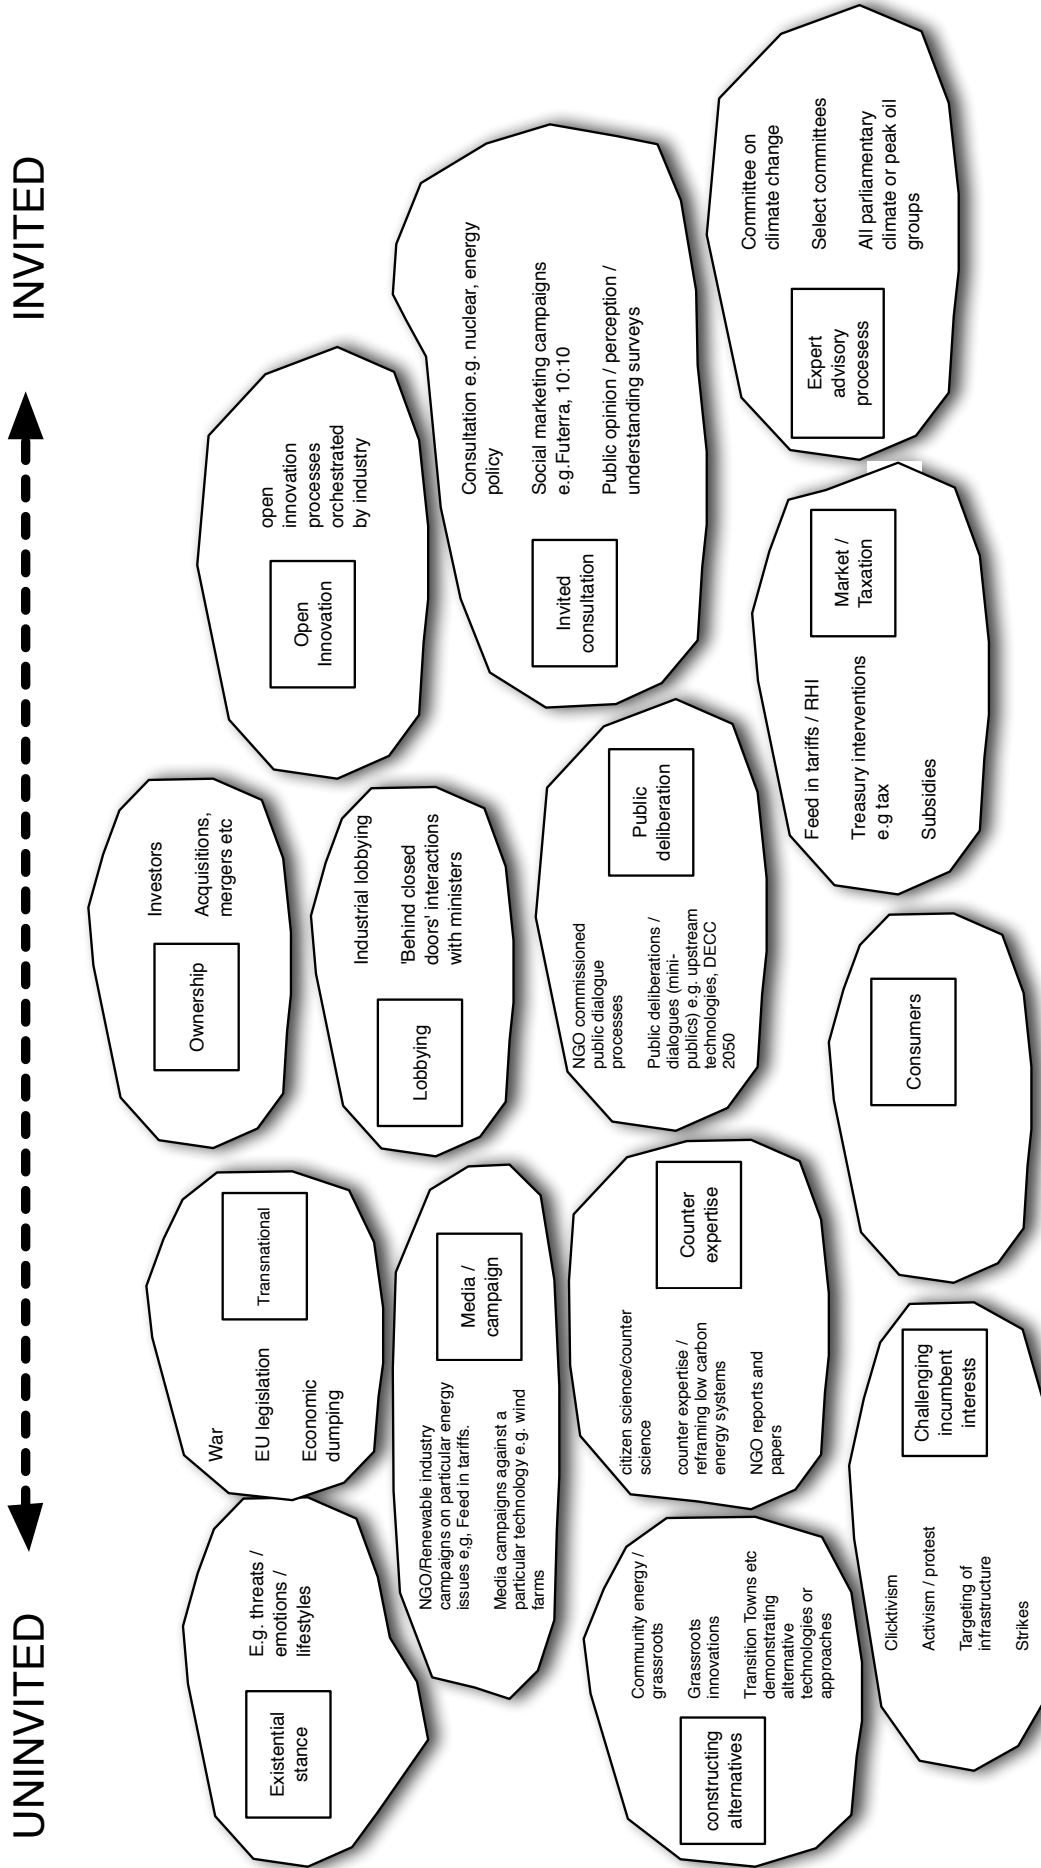 UNINVITED
INVITED
Existential
stance
E.g. threats /
emotions /
lifestyles
War
EU legislation
Economic
dumping
Transnational
Ownership
Investors
Acquisitions,
mergers etc
Open
Innovation
open
innovation
processes
orchestrated
by industry
NGO/Renewable industry
campaigns on particular energy
issues e,g, Feed in tariffs.
Media campaigns against a
particular technology e.g. wind
farms
Media /
campaign
Lobbying
Industrial lobbying
'Behind closed
doors' interactions
with ministers
Invited
consultation
Consultation e.g. nuclear, energy
policy
Social marketing campaigns
e.g.Futerra, 10:10
Public opinion / perception /
understanding surveys
constructing
alternatives
Community energy /
grassroots
Grassroots
innovations
Transition Towns etc
demonstrating
alternative
technologies or
approaches
citizen science/counter
science
counter expertise /
reframing low carbon
energy systems
NGO reports and
papers
Counter
expertise
NGO commissioned
public dialogue
processes
Public deliberations /
dialogues (mini-
publics) e.g. upstream
technologies, DECC
2050
Public
deliberation
Feed in tariffs / RHI
Treasury interventions
e.g tax
Subsidies
Market /
Taxation
Expert
advisory
procesess
Committee on
climate change
Select committees
All parliamentary
climate or peak oil
groups
Clicktivism
Activism / protest
Targeting of
infrastructure
Strikes
Challenging
incumbent
interests
Consumers